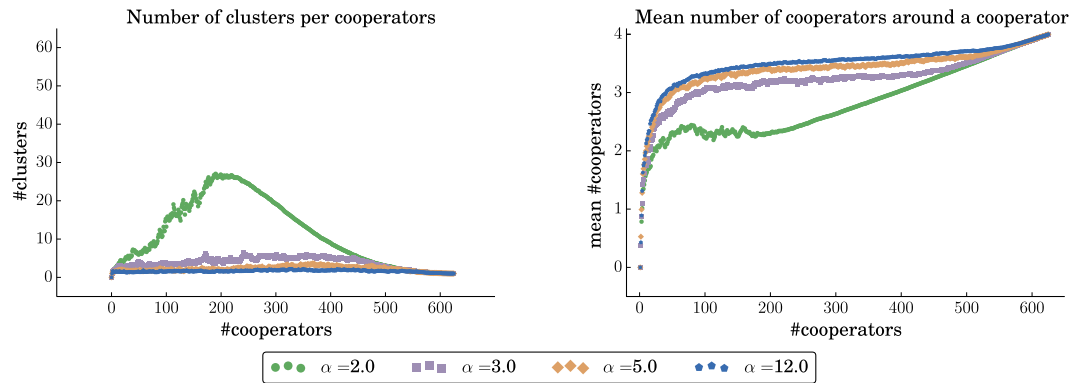 Number of clusters per cooperators
60
50
40
30
20
10
0
#clusters
0 100 200 300 400 500 600
#cooperators
Mean number of cooperators around a cooperator
4
3
2
1
0
mean #cooperators
0 100 200 300 400 500 600
#cooperators
α =2.0 α =3.0 α =5.0 α =12.0